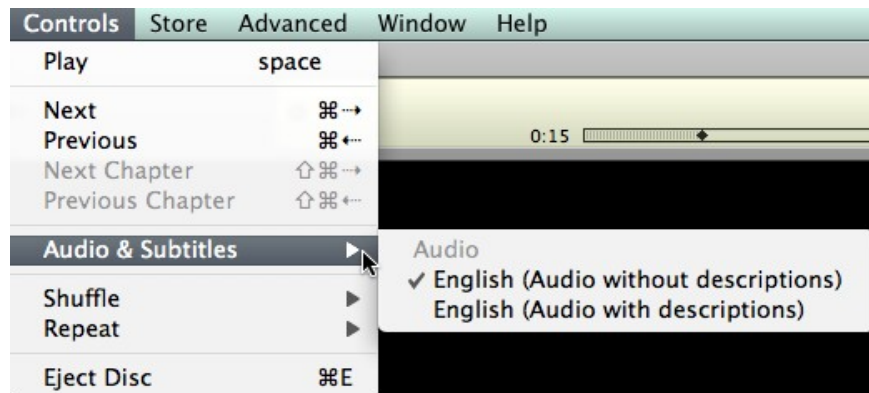 Controls Store Advanced Window Help
Play space
Next ⌘⇢
Previous ⌘⇠
0:15
Next Chapter ⇧⌘⇢
Previous Chapter ⇧⌘⇠
Audio & Subtitles ▶
Audio
✓ English (Audio without descriptions)
English (Audio with descriptions)
Shuffle ▶
Repeat ▶
Eject Disc ⌘E